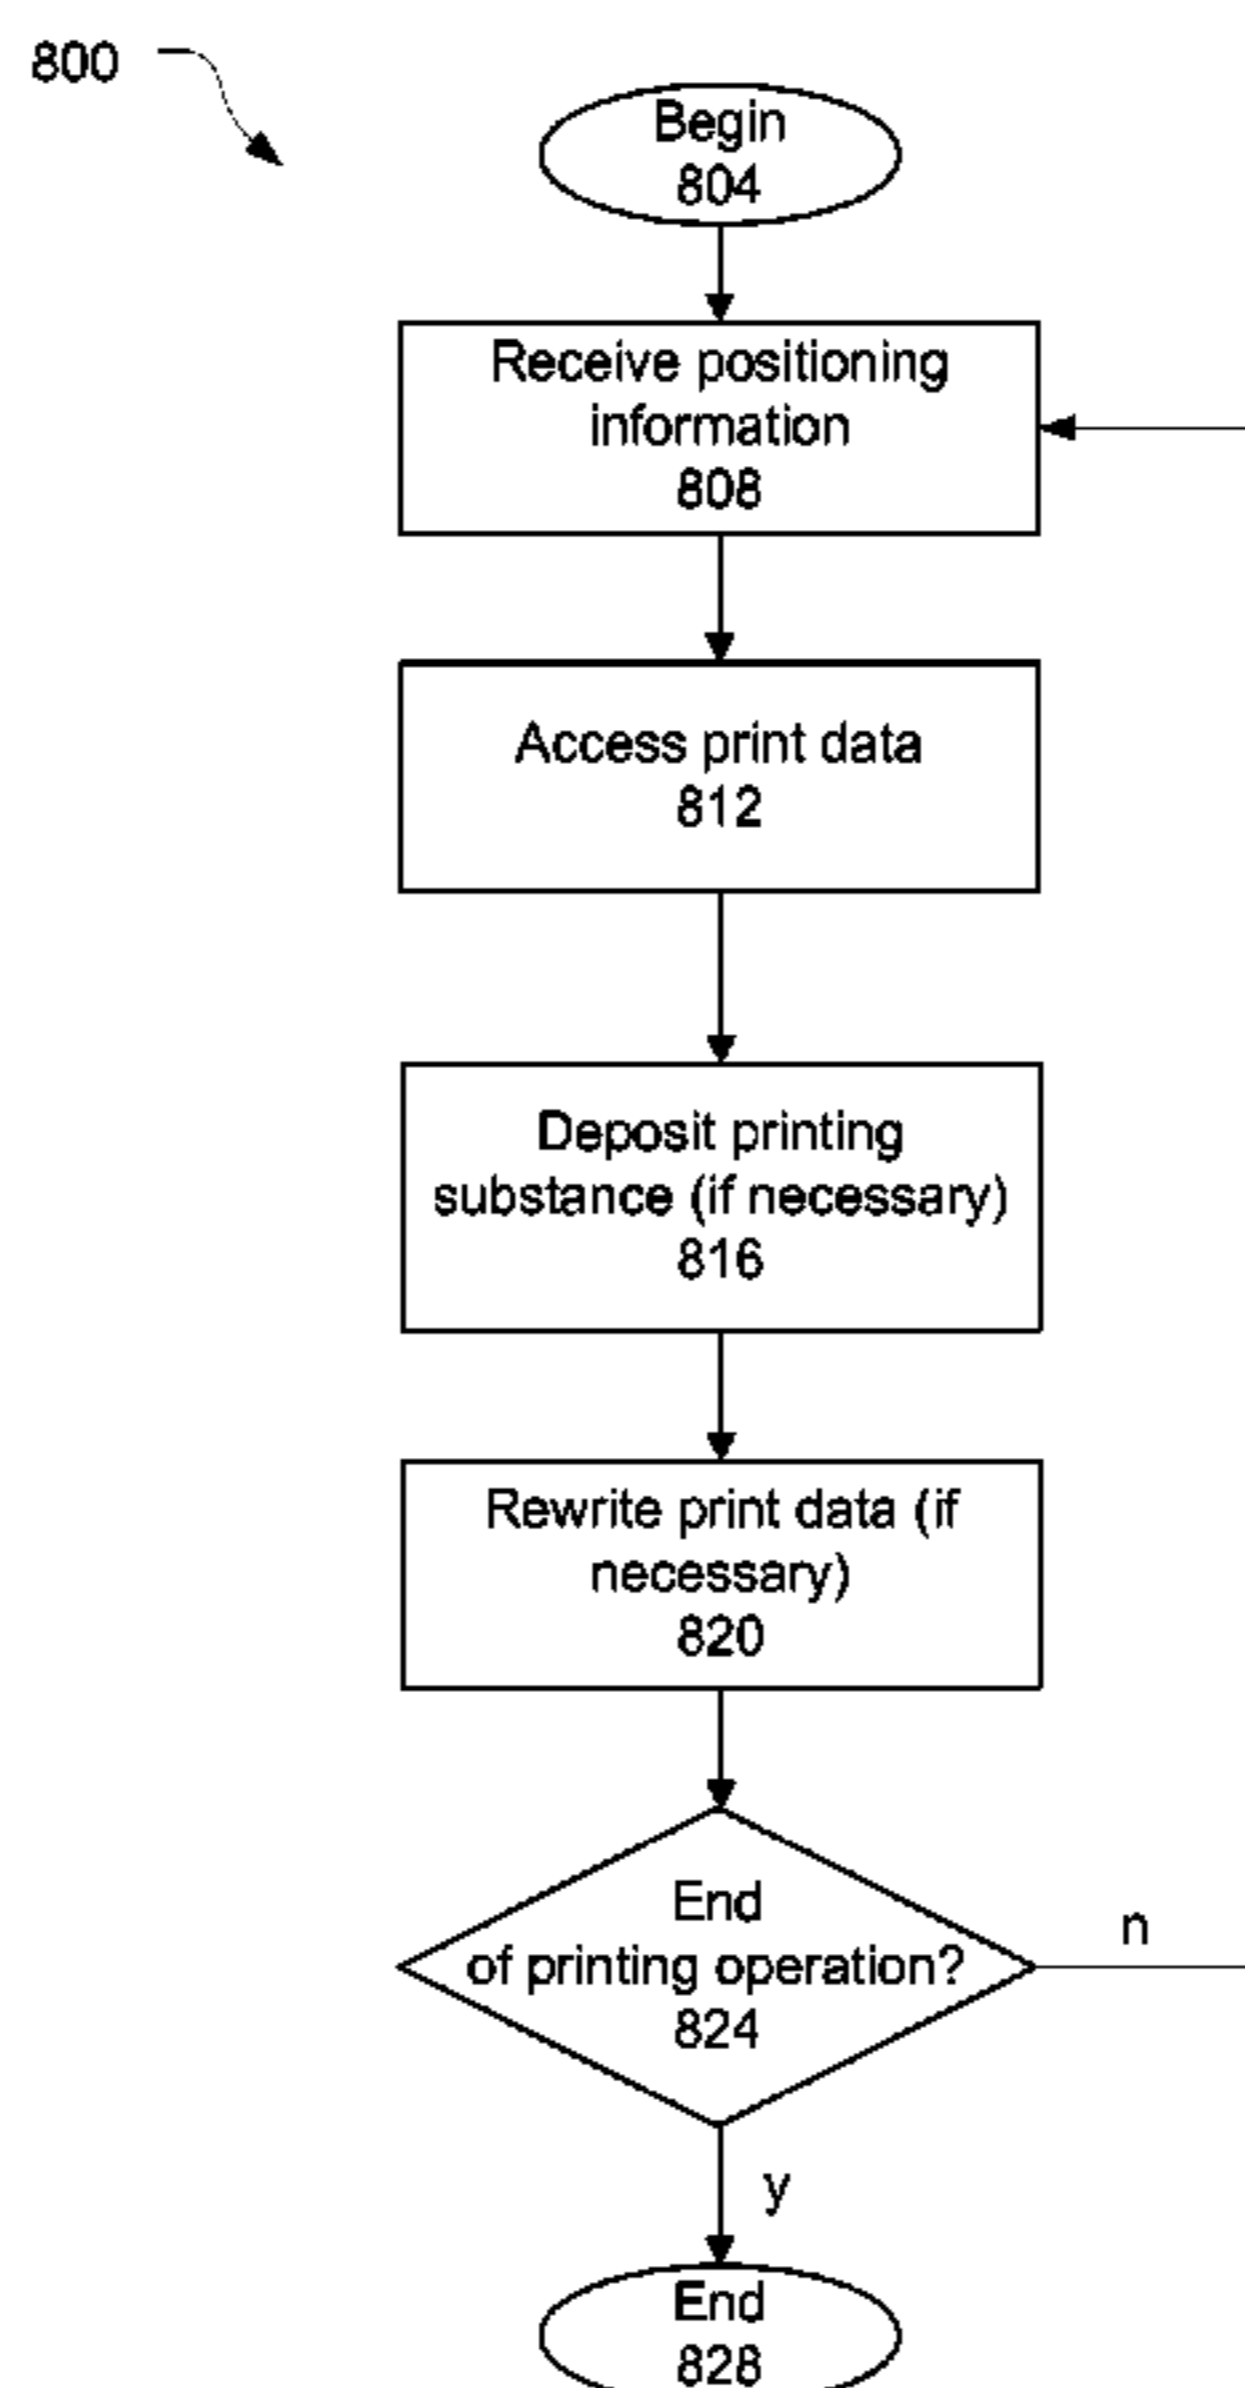 800
Begin
804
Receive positioning
information
808
Access print data
812
Deposit printing
substance (if necessary)
816
Rewrite print data (if
necessary)
820
End
of printing operation?
824
n
y
End
828